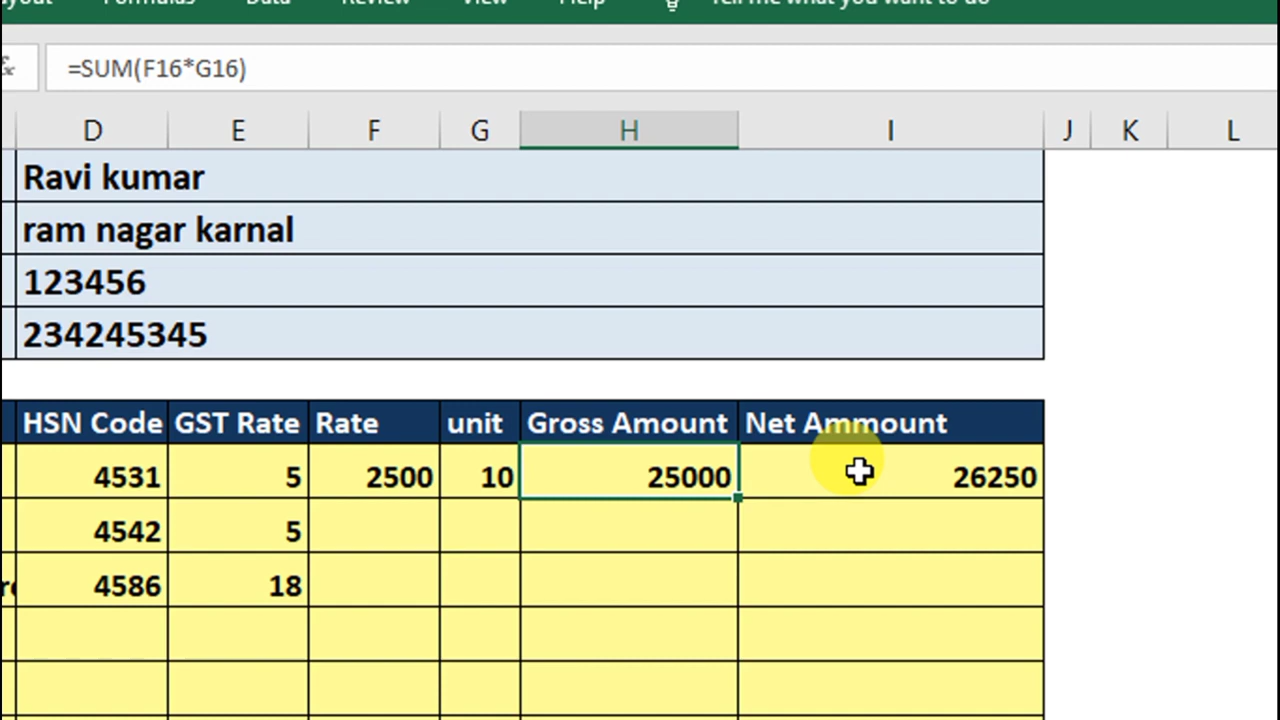 Formulas Data Review View Help Tell me what you want to do
=SUM(F16*G16)
D E F G H I J K L
Ravi kumar
ram nagar karnal
123456
234245345
HSN Code GST Rate Rate unit Gross Amount Net Ammount
4531 5 2500 10 25000 26250
4542 5
4586 18